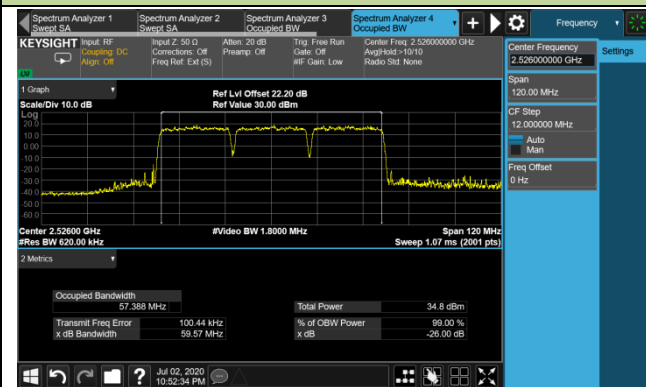 Spectrum Analyzer 1
Swept SA
Spectrum Analyzer 2
Swept SA
Spectrum Analyzer 3
Occupied BW
Spectrum Analyzer 4
Occupied BW
Frequency
KEYSIGHT
Input: RF
Coupling: DC
Align: Off
Input Z: 50 Ω
Corrections: Off
Freq Ref: Ext (S)
Atten: 20 dB
Preamp: Off
Trig: Free Run
Gate: Off
#IF Gain: Low
Center Freq: 2.526000000 GHz
Avg|Hold:>10/10
Radio Std: None
LXI
Center Frequency
2.526000000 GHz
Settings
Span
120.00 MHz
CF Step
12.000000 MHz
Auto
Man
Freq Offset
0 Hz
1 Graph
Scale/Div 10.0 dB
Ref Lvl Offset 22.20 dB
Ref Value 30.00 dBm
Log
20.0
10.0
0.00
-10.0
-20.0
-30.0
-40.0
-50.0
-60.0
Center 2.52600 GHz
#Res BW 620.00 kHz
#Video BW 1.8000 MHz
Span 120 MHz
Sweep 1.07 ms (2001 pts)
2 Metrics
Occupied Bandwidth
57.388 MHz
Total Power
34.8 dBm
Transmit Freq Error
100.44 kHz
% of OBW Power
99.00 %
x dB Bandwidth
59.57 MHz
x dB
-26.00 dB
?
Jul 02, 2020
10:52:34 PM